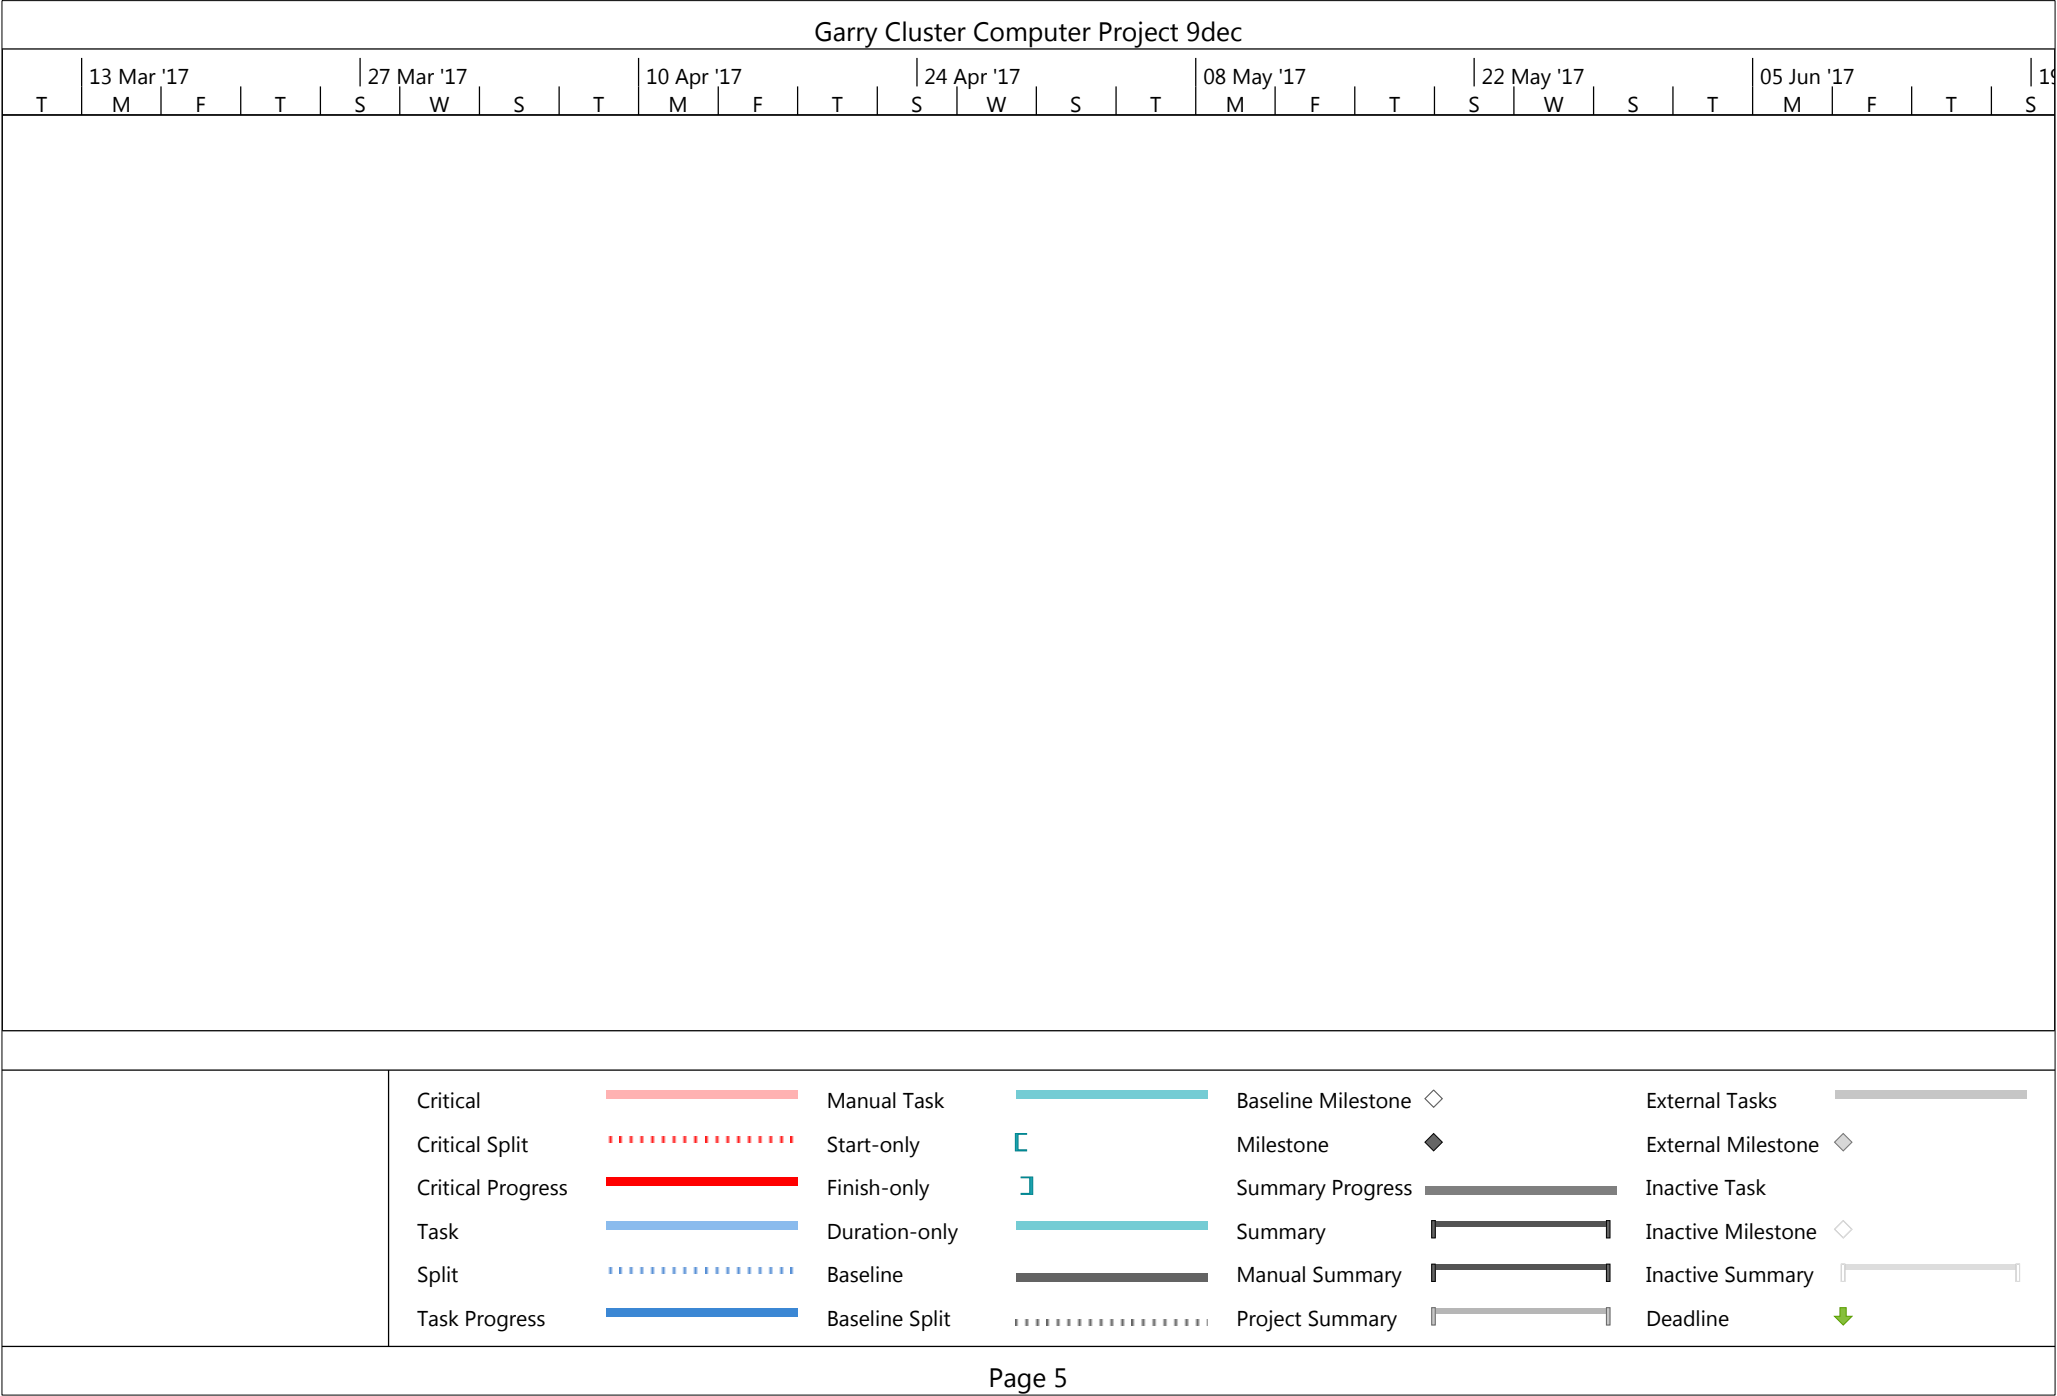 Garry Cluster Computer Project 9dec
13 Mar '17 27 Mar '17 10 Apr '17 24 Apr '17 08 May '17 22 May '17 05 Jun '17
T M F T S W S T M F T S W S T M F T S W S T M F T S
Critical Manual Task Baseline Milestone External Tasks
Critical Split Start-only Milestone External Milestone
Critical Progress Finish-only Summary Progress Inactive Task
Task Duration-only Summary Inactive Milestone
Split Baseline Manual Summary Inactive Summary
Task Progress Baseline Split Project Summary Deadline
Page 5